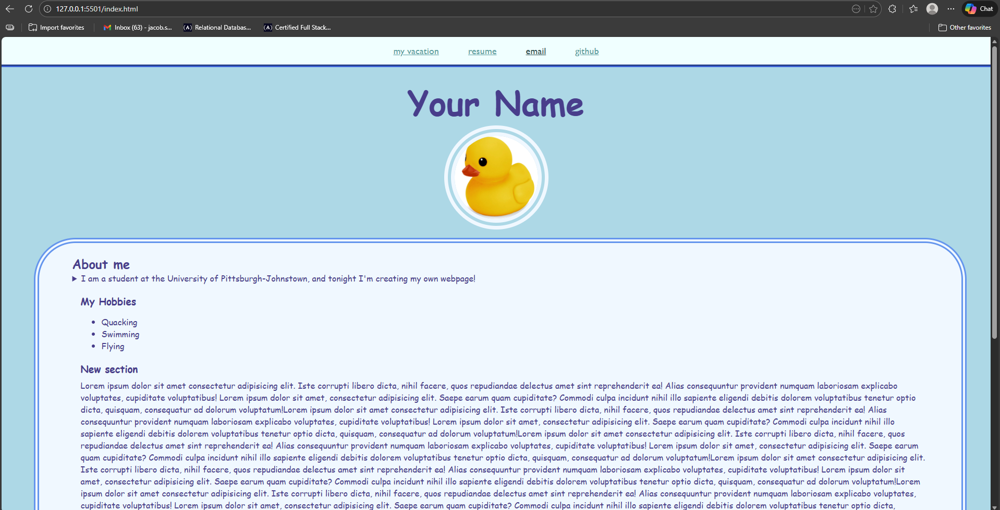 127.0.0.1:5501/index.html
Chat
Import favorites
Inbox (63) - jacob.s...
Relational Databas...
Certified Full Stack...
Other favorites
my vacation resume email github
Your Name
About me
I am a student at the University of Pittsburgh-Johnstown, and tonight I'm creating my own webpage!
My Hobbies
Quacking
Swimming
Flying
New section
Lorem ipsum dolor sit amet consectetur adipisicing elit. Iste corrupti libero dicta, nihil facere, quos repudiandae delectus amet sint reprehenderit ea! Alias consequuntur provident numquam laboriosam explicabo
voluptates, cupiditate voluptatibus! Lorem ipsum dolor sit amet, consectetur adipisicing elit. Saepe earum quam cupiditate? Commodi culpa incidunt nihil illo sapiente eligendi debitis dolorem voluptatibus tenetur optio
dicta, quisquam, consequatur ad dolorum voluptatum!Lorem ipsum dolor sit amet consectetur adipisicing elit. Iste corrupti libero dicta, nihil facere, quos repudiandae delectus amet sint reprehenderit ea! Alias
consequuntur provident numquam laboriosam explicabo voluptates, cupiditate voluptatibus! Lorem ipsum dolor sit amet, consectetur adipisicing elit. Saepe earum quam cupiditate? Commodi culpa incidunt nihil illo
sapiente eligendi debitis dolorem voluptatibus tenetur optio dicta, quisquam, consequatur ad dolorum voluptatum!Lorem ipsum dolor sit amet consectetur adipisicing elit. Iste corrupti libero dicta, nihil facere, quos
repudiandae delectus amet sint reprehenderit ea! Alias consequuntur provident numquam laboriosam explicabo voluptates, cupiditate voluptatibus! Lorem ipsum dolor sit amet, consectetur adipisicing elit. Saepe earum
quam cupiditate? Commodi culpa incidunt nihil illo sapiente eligendi debitis dolorem voluptatibus tenetur optio dicta, quisquam, consequatur ad dolorum voluptatum!Lorem ipsum dolor sit amet consectetur adipisicing elit.
Iste corrupti libero dicta, nihil facere, quos repudiandae delectus amet sint reprehenderit ea! Alias consequuntur provident numquam laboriosam explicabo voluptates, cupiditate voluptatibus! Lorem ipsum dolor sit
amet, consectetur adipisicing elit. Saepe earum quam cupiditate? Commodi culpa incidunt nihil illo sapiente eligendi debitis dolorem voluptatibus tenetur optio dicta, quisquam, consequatur ad dolorum voluptatum!Lorem
ipsum dolor sit amet consectetur adipisicing elit. Iste corrupti libero dicta, nihil facere, quos repudiandae delectus amet sint reprehenderit ea! Alias consequuntur provident numquam laboriosam explicabo voluptates,
cupiditate voluptatibus! Lorem ipsum dolor sit amet, consectetur adipisicing elit. Saepe earum quam cupiditate? Commodi culpa incidunt nihil illo sapiente eligendi debitis dolorem voluptatibus tenetur optio dicta,